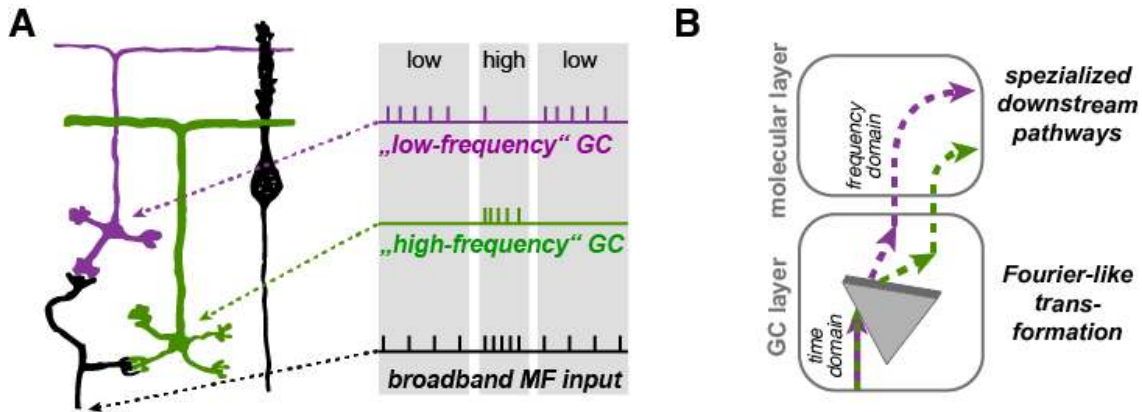 A
low high low
„low-frequency“ GC
„high-frequency“ GC
broadband MF input
B
molecular layer
frequency
domain
spezialized
downstream
pathways
GC layer
time
domain
Fourier-like
trans-
formation